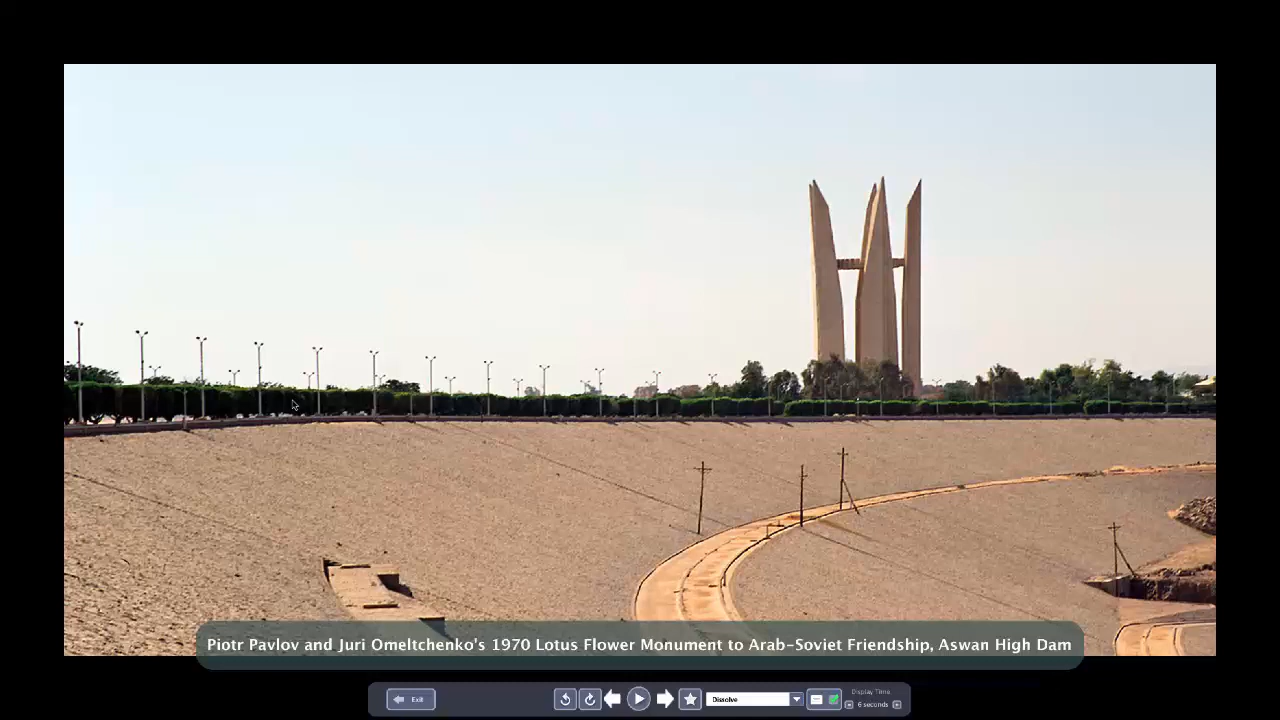 Piotr Pavlov and Juri Omeltchenko's 1970 Lotus Flower Monument to Arab-Soviet Friendship, Aswan High Dam
Exit
Dissolve
Display Time
6 seconds